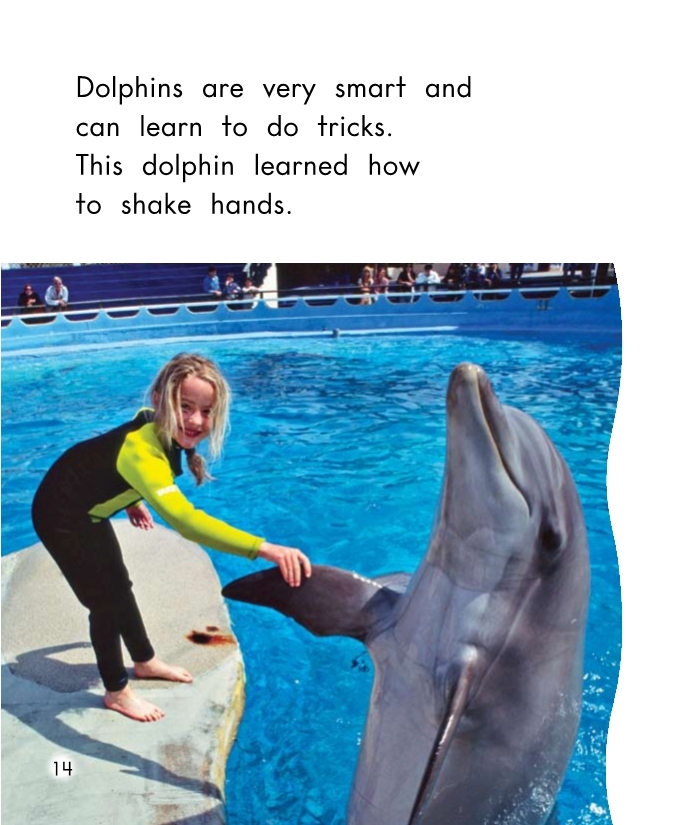 Dolphins are very smart and
can learn to do tricks.
This dolphin learned how
to shake hands.
14